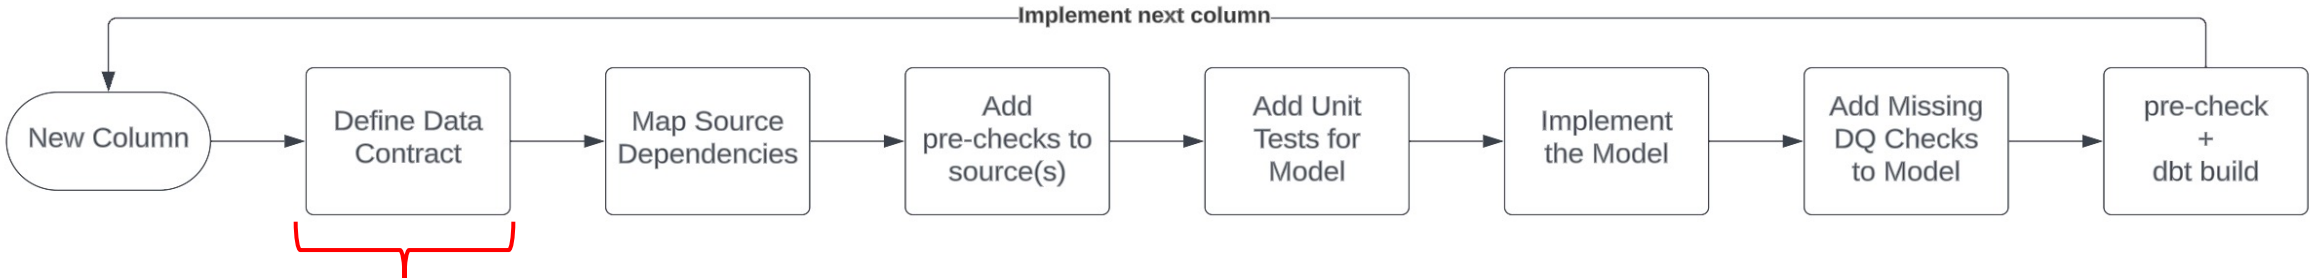 Implement next column
New Column
Define Data
Contract
Map Source
Dependencies
Add
pre-checks to
source(s)
Add Unit
Tests for
Model
Implement
the Model
Add Missing
DQ Checks
to Model
pre-check
+
dbt build